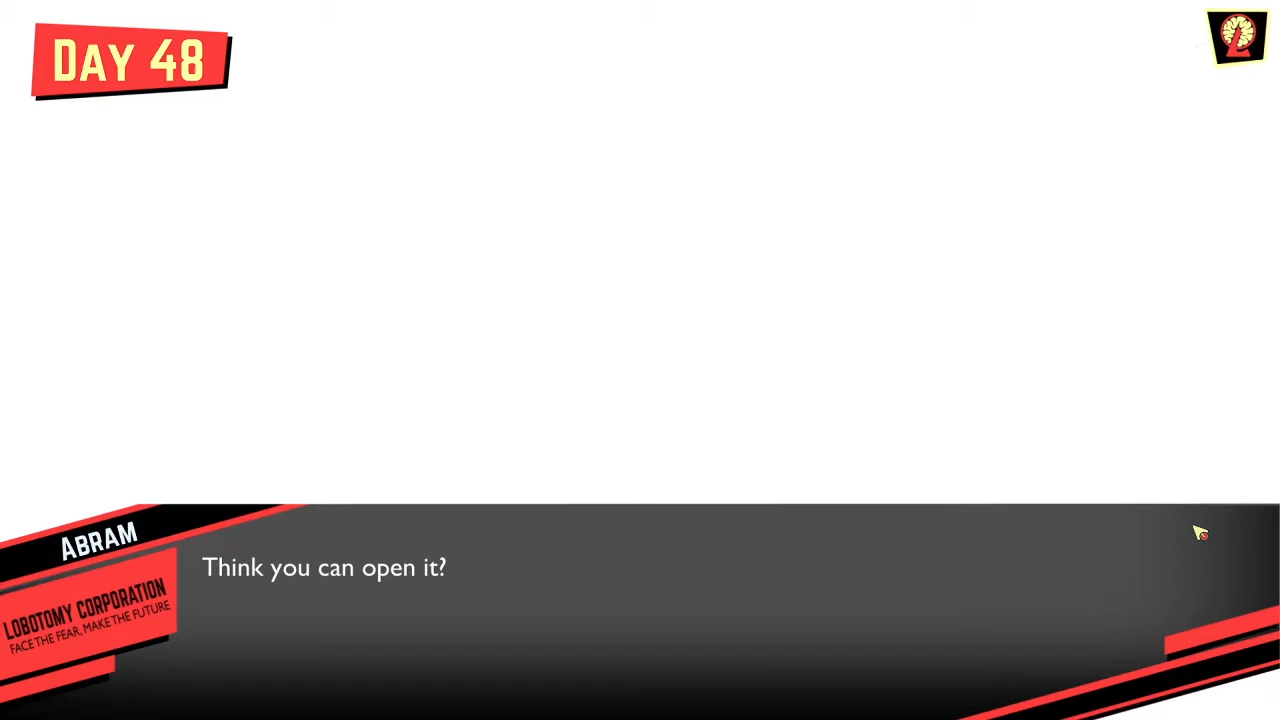 DAY 48
ABRAM
Think you can open it?
LOBOTOMY CORPORATION
FACE THE FEAR, MAKE THE FUTURE